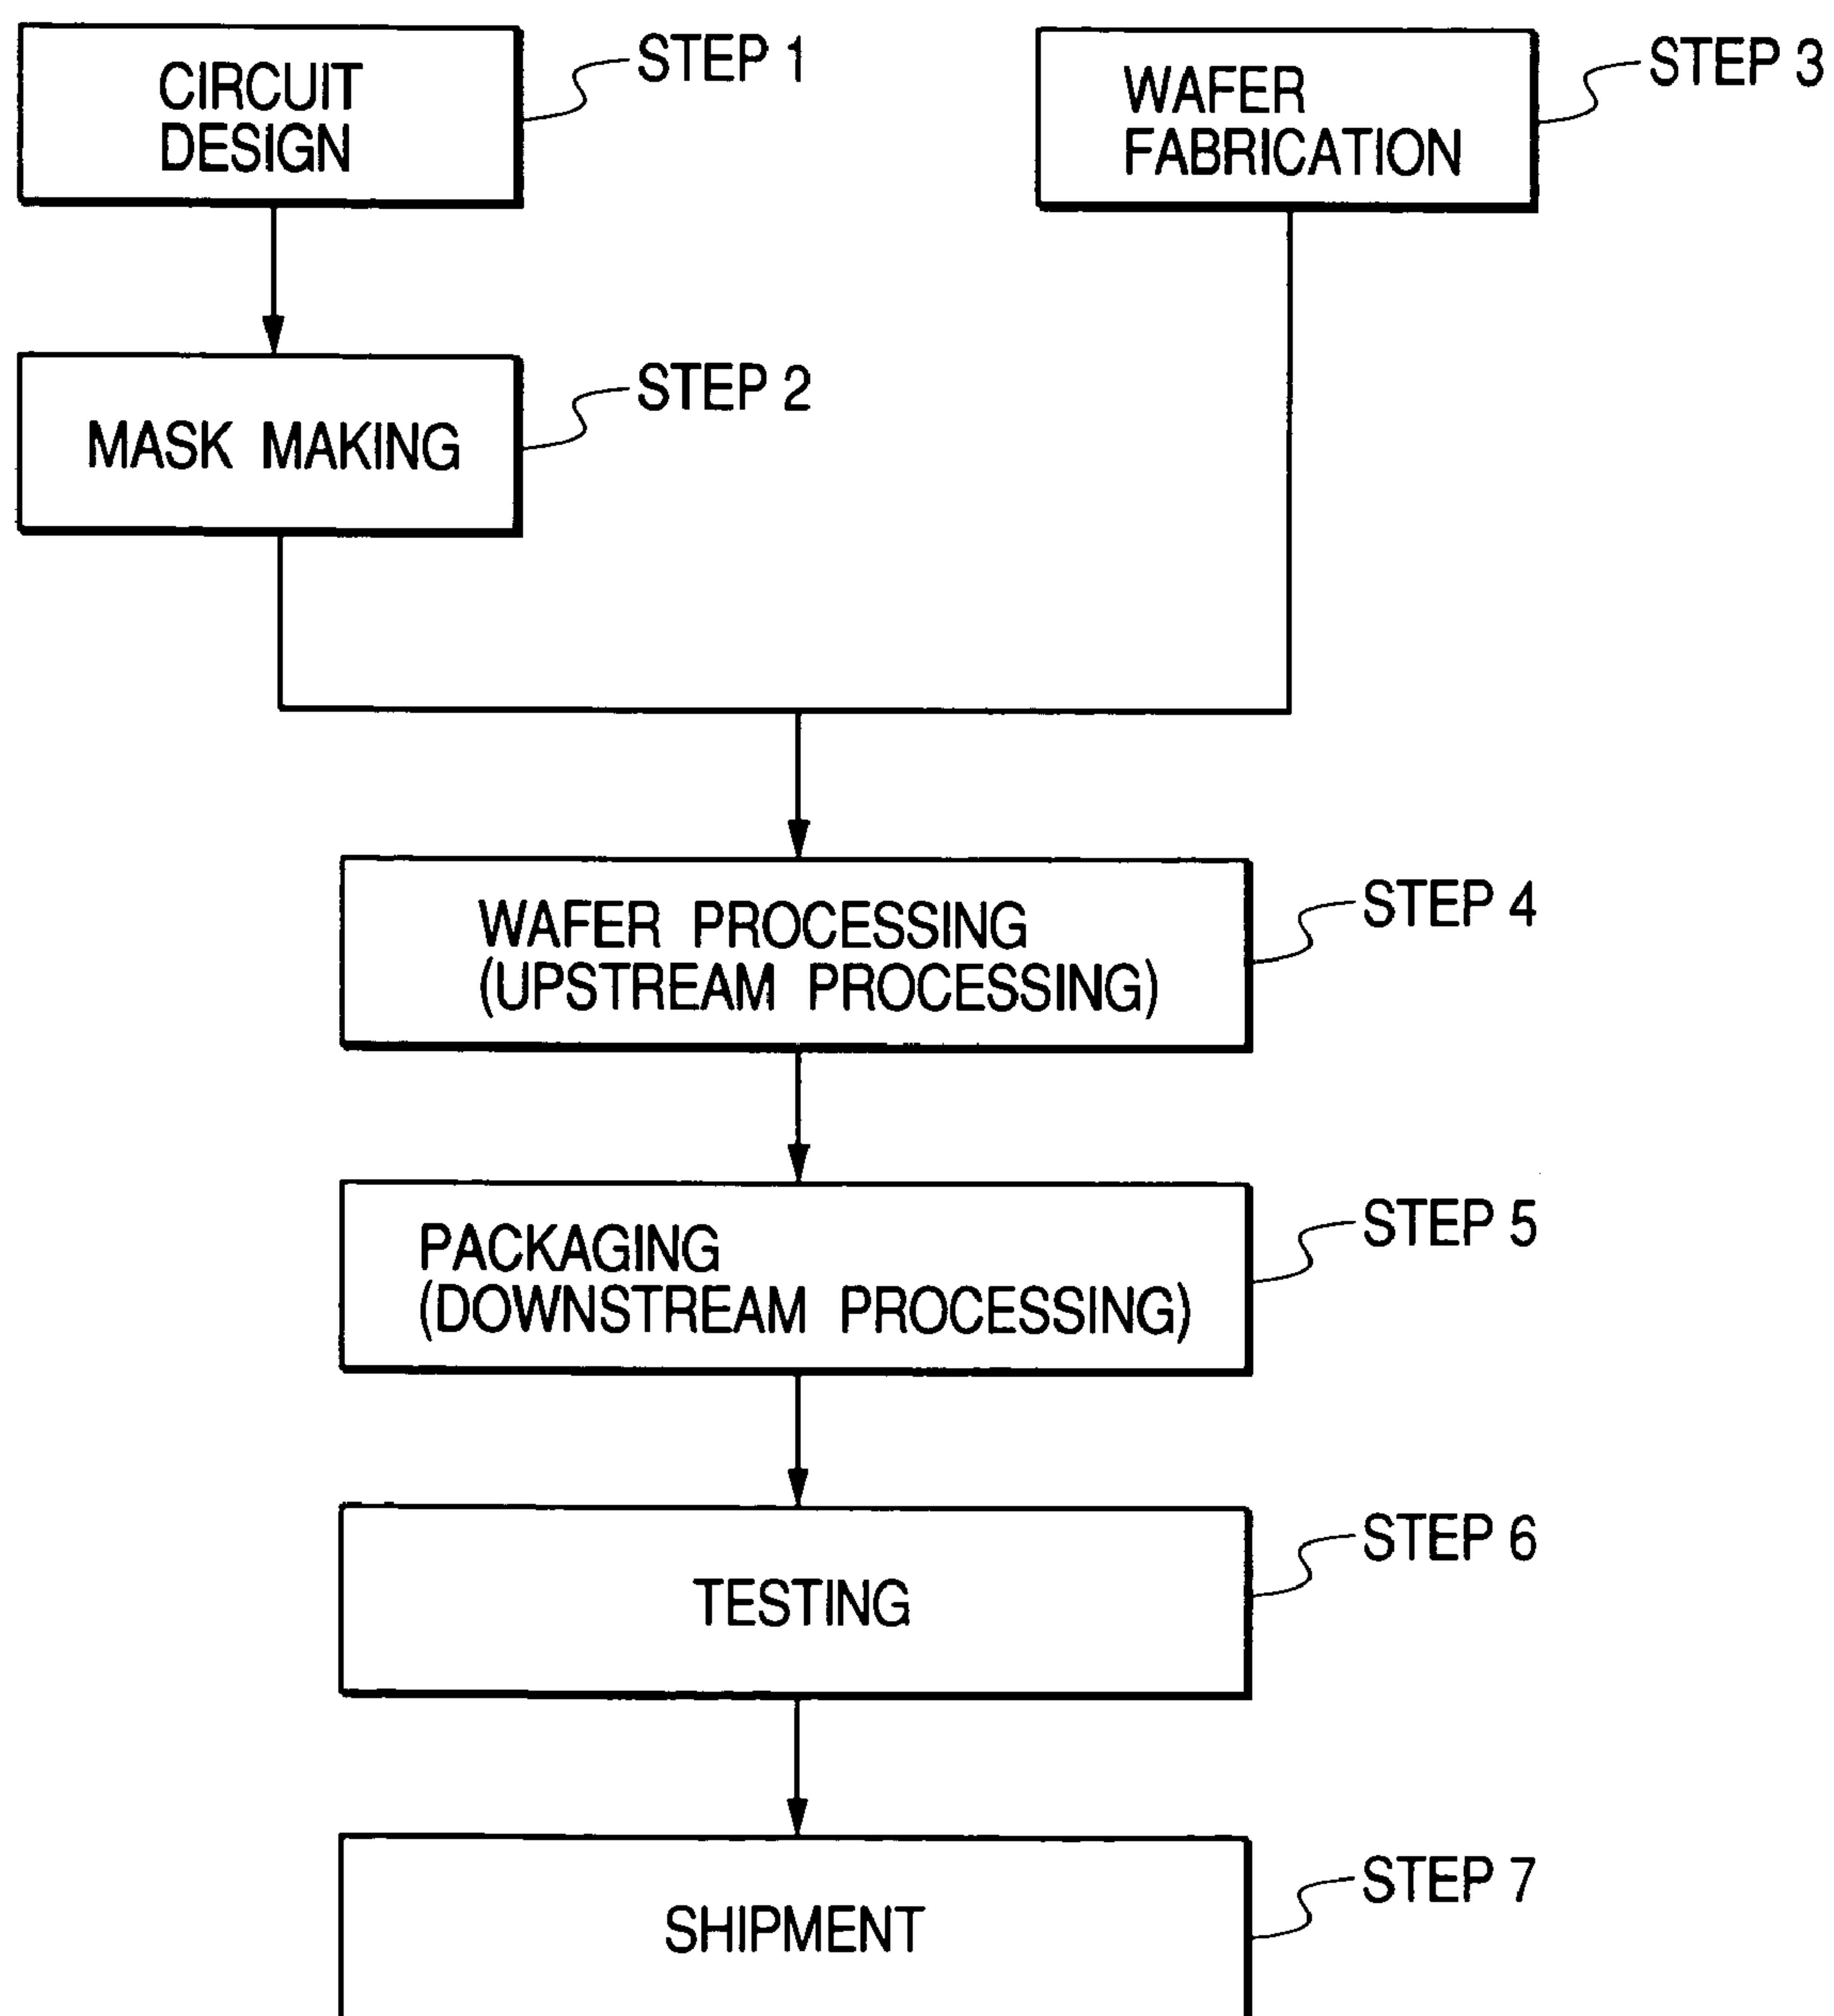 CIRCUIT
DESIGN
STEP 1
WAFER
FABRICATION
STEP 3
MASK MAKING
STEP 2
WAFER PROCESSING
(UPSTREAM PROCESSING)
STEP 4
PACKAGING
(DOWNSTREAM PROCESSING)
STEP 5
TESTING
STEP 6
SHIPMENT
STEP 7